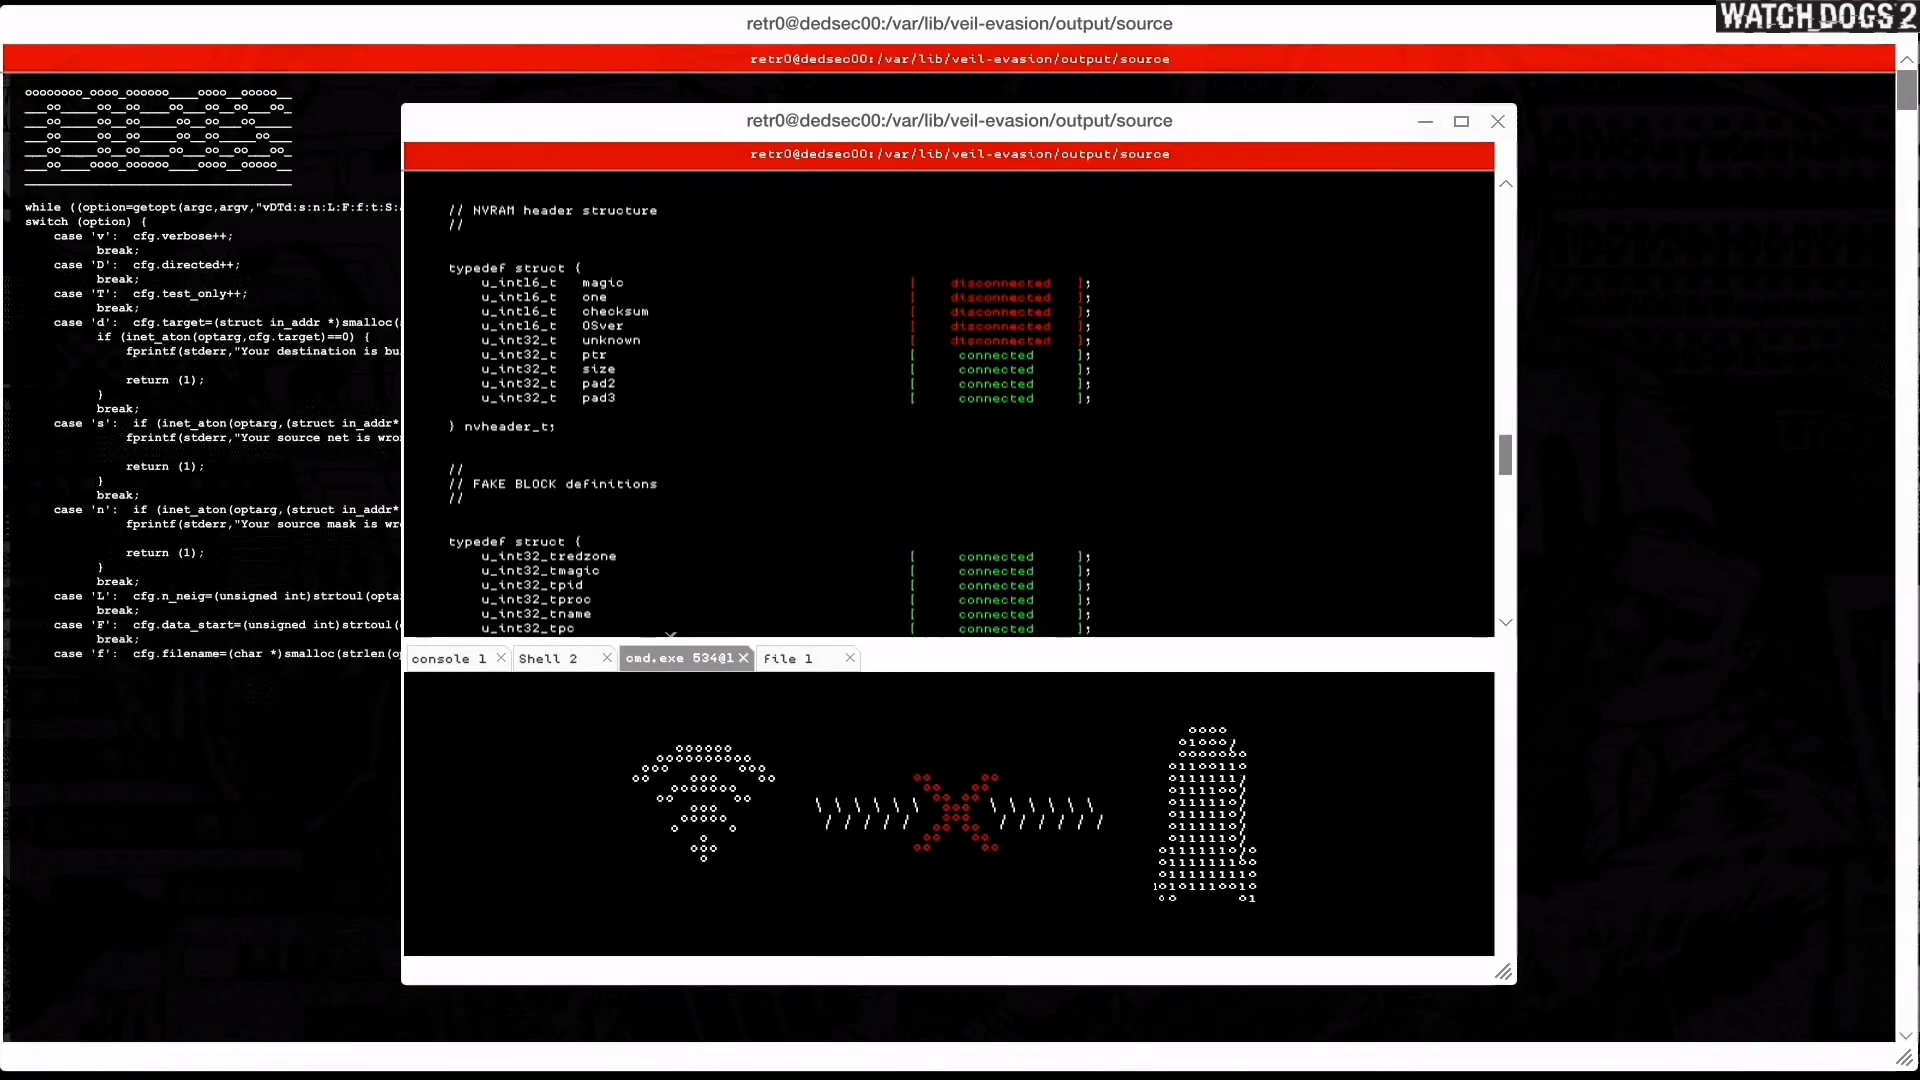 retr0@dedsec00:/var/lib/veil-evasion/output/source
WATCH_DOGS 2
retr0@dedsec00:/var/lib/veil-evasion/output/source
while ((option=getopt(argc,argv,"vDTd:s:n:L:F:f:t:S:
switch (option) {
case 'v': cfg.verbose++;
break;
case 'D': cfg.directed++;
break;
case 'T': cfg.test_only++;
break;
case 'd': cfg.target=(struct in_addr *)smalloc(
if (inet_aton(optarg,cfg.target)==0) {
fprintf(stderr,"Your destination is bu
return (1);
}
break;
case 's': if (inet_aton(optarg,(struct in_addr*
fprintf(stderr,"Your source net is wro
return (1);
}
break;
case 'n': if (inet_aton(optarg,(struct in_addr*
fprintf(stderr,"Your source mask is wr
return (1);
}
break;
case 'L': cfg.n_neig=(unsigned int)strtoul(opta
break;
case 'F': cfg.data_start=(unsigned int)strtoul(
break;
case 'f': cfg.filename=(char *)smalloc(strlen(op
retr0@dedsec00:/var/lib/veil-evasion/output/source
retr0@dedsec00:/var/lib/veil-evasion/output/source
// NVRAM header structure
//
typedef struct {
u_int16_t magic [ disconnected ];
u_int16_t one [ disconnected ];
u_int16_t checksum [ disconnected ];
u_int16_t OSver [ disconnected ];
u_int32_t unknown [ disconnected ];
u_int32_t ptr [ connected ];
u_int32_t size [ connected ];
u_int32_t pad2 [ connected ];
u_int32_t pad3 [ connected ];
} nvheader_t;
//
// FAKE BLOCK definitions
//
typedef struct {
u_int32_tredzone [ connected ];
u_int32_tmagic [ connected ];
u_int32_tpid [ connected ];
u_int32_tproc [ connected ];
u_int32_tname [ connected ];
u_int32_tpc [ connected ];
console 1 Shell 2 cmd.exe 534@1 File 1